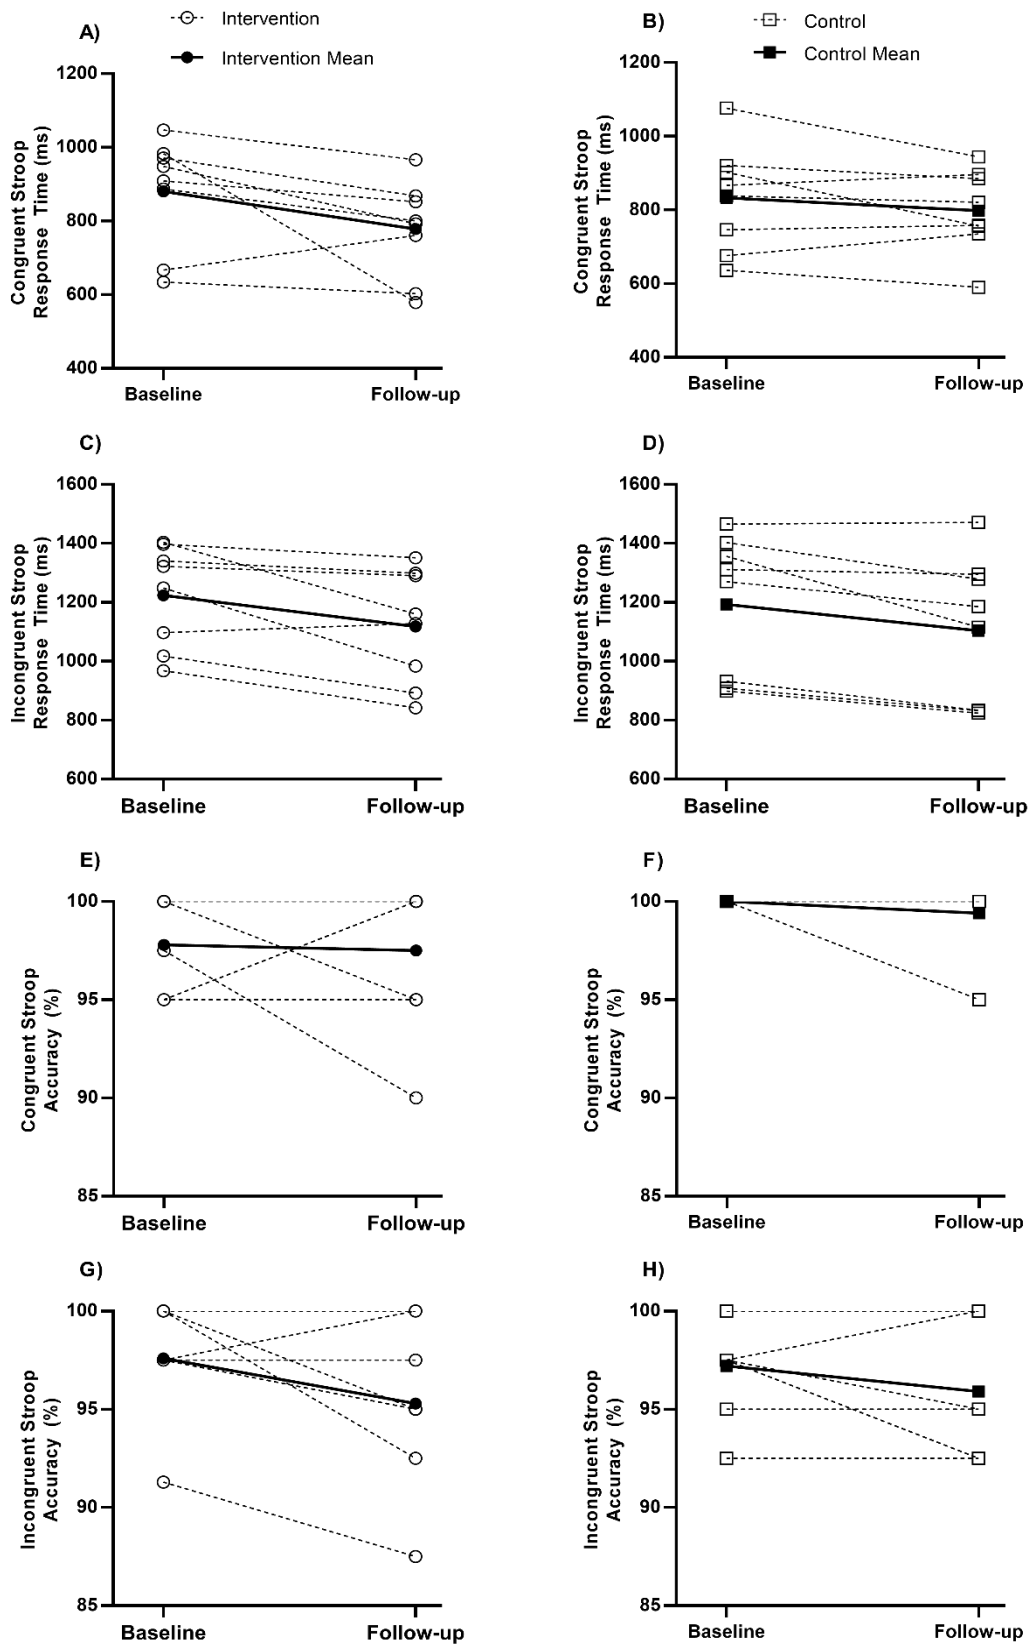 A)
Intervention
Intervention Mean
B)
Control
Control Mean
Congruent Stroop
Response Time (ms)
1200
1000
800
600
400
Baseline
Follow-up
Congruent Stroop
Response Time (ms)
1200
1000
800
600
400
Baseline
Follow-up
C)
Incongruent Stroop
Response Time (ms)
1600
1400
1200
1000
800
600
Baseline
Follow-up
D)
Incongruent Stroop
Response Time (ms)
1600
1400
1200
1000
800
600
Baseline
Follow-up
E)
Congruent Stroop
Accuracy (%)
100
95
90
85
Baseline
Follow-up
F)
Congruent Stroop
Accuracy (%)
100
95
90
85
Baseline
Follow-up
G)
Incongruent Stroop
Accuracy (%)
100
95
90
85
Baseline
Follow-up
H)
Incongruent Stroop
Accuracy (%)
100
95
90
85
Baseline
Follow-up